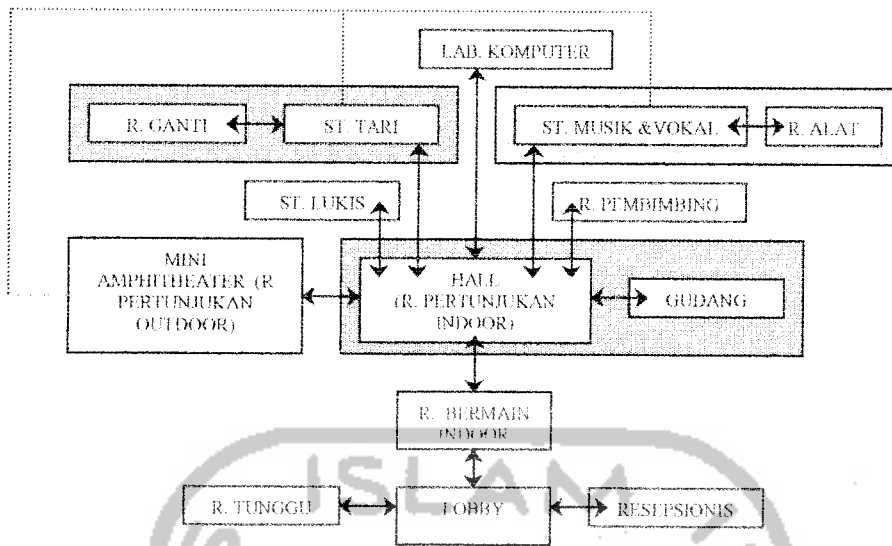 LAB. KOMPUTER
R. GANTI
ST. TARI
ST. MUSIK &VOKAL
R. ALAT
ST. LUKIS
R. PEMBIMBING
MINI
AMPHITHEATER (R
PERTUNJUKAN
OUTDOOR)
HALL
(R. PERTUNJUKAN
INDOOR)
GUDANG
R. BERMAIN
INDOOR
ISLAM
R. TUNGGU
LOBBY
RESEPSIONIS